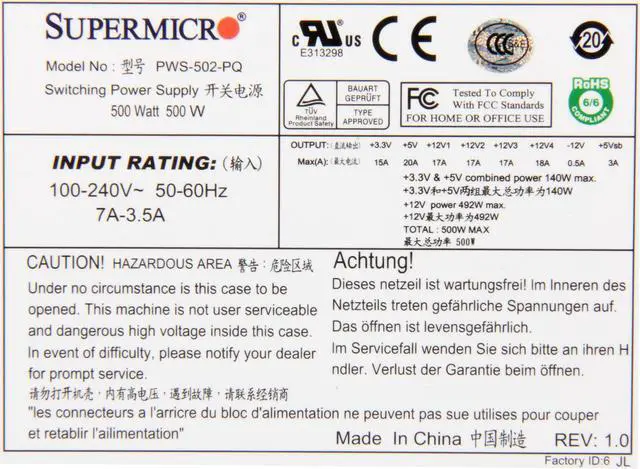 SUPERMICRO
Model No : 型号 PWS-502-PQ
Switching Power Supply 开关电源
500 Watt 500 W
c UL US
E313298
CE
CCC
S&E
20
RoHS
6/6
COMPLIANT
TÜV
Rheinland
Product Safety
BAUART
GEPRÜFT
TYPE
APPROVED
FC Tested To Comply
With FCC Standards
FOR HOME OR OFFICE USE
INPUT RATING: (输入)
100-240V~ 50-60Hz
7A-3.5A
OUTPUT: (直流输出) +3.3V +5V +12V1 +12V2 +12V3 +12V4 -12V +5Vsb
Max(A): (最大电流) 15A 20A 17A 17A 17A 18A 0.5A 3A
+3.3V & +5V combined power 140W max.
+3.3V和+5V两组最大总功率为140W
+12V power 492W max.
+12V最大功率为492W
TOTAL : 500W MAX
最大总功率 500W
CAUTION! HAZARDOUS AREA 警告 : 危险区域
Under no circumstance is this case to be
opened. This machine is not user serviceable
and dangerous high voltage inside this case.
In event of difficulty, please notify your dealer
for prompt service.
请勿打开机壳, 内有高电压, 遇到故障, 请联系经销商
Achtung!
Dieses netzeil ist wartungsfrei! Im Inneren des
Netzteils treten gefährliche Spannungen auf.
Das öffnen ist levensgefährlich.
Im Servicefall wenden Sie sich bitte an ihren H
ndler. Verlust der Garantie beim öffnen.
"les connecteurs a l'arricre du bloc d'alimentation ne peuvent pas sue utilises pour couper
et retablir l'ailimentation"
Made In China 中国制造 REV: 1.0
Factory ID:6 JL